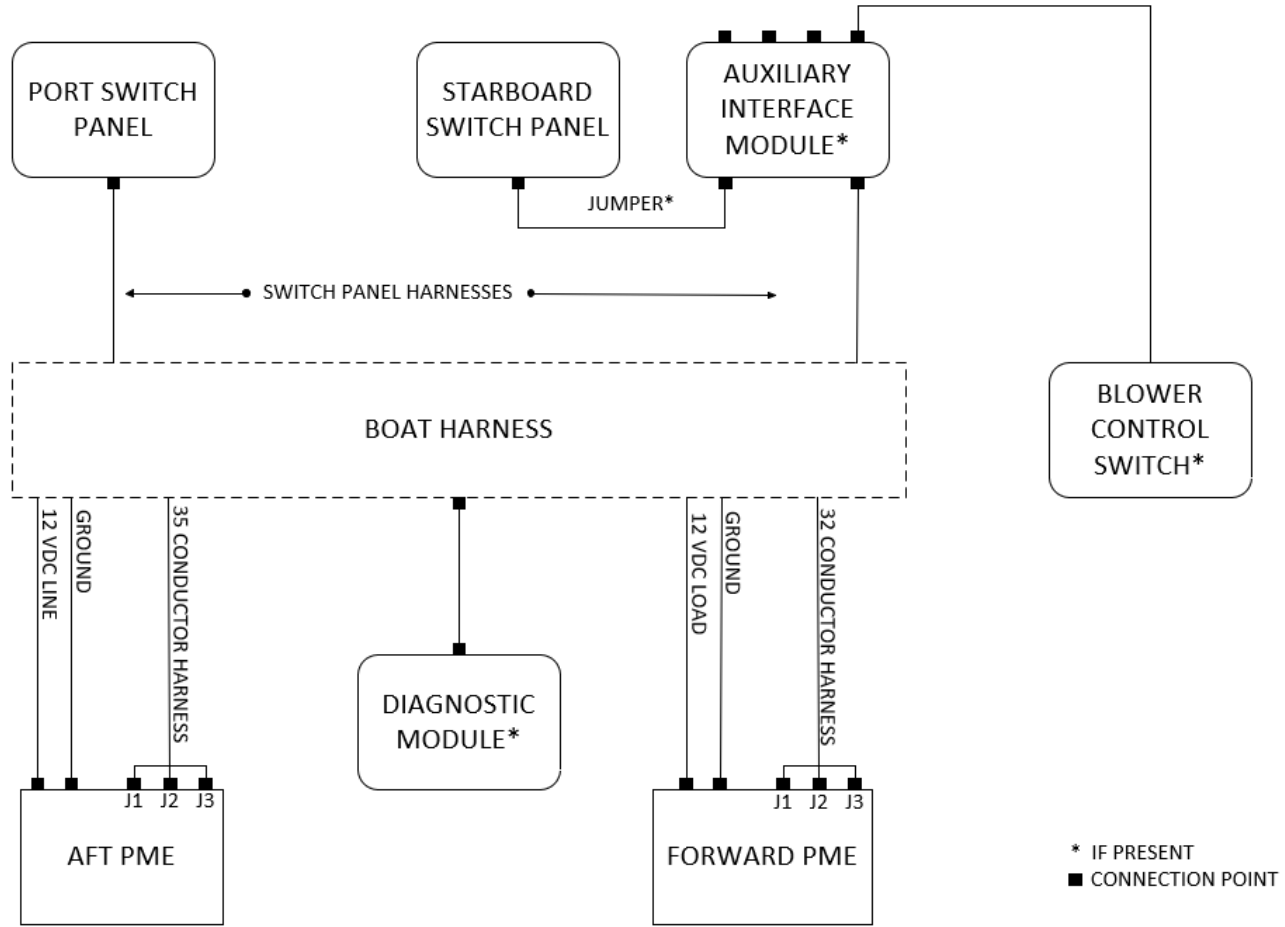 PORT SWITCH
PANEL
STARBOARD
SWITCH PANEL
AUXILIARY
INTERFACE
MODULE*
JUMPER*
SWITCH PANEL HARNESSES
BOAT HARNESS
BLOWER
CONTROL
SWITCH*
12 VDC LINE
GROUND
35 CONDUCTOR HARNESS
12 VDC LOAD
GROUND
32 CONDUCTOR HARNESS
DIAGNOSTIC
MODULE*
J1 J2 J3
AFT PME
J1 J2 J3
FORWARD PME
* IF PRESENT
CONNECTION POINT